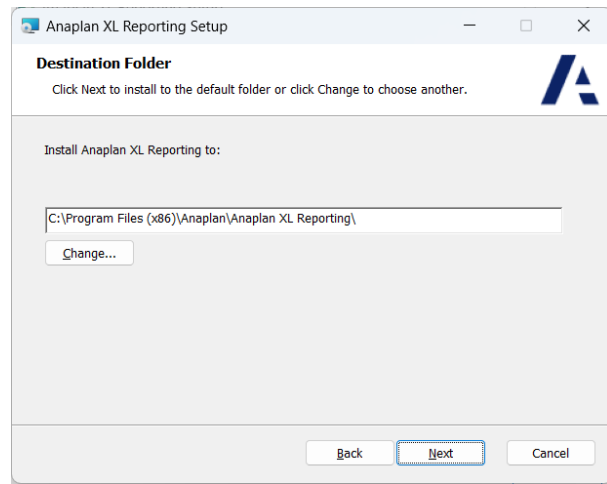 Anaplan XL Reporting Setup
Destination Folder
Click Next to install to the default folder or click Change to choose another.
Install Anaplan XL Reporting to:
C:\Program Files (x86)\Anaplan\Anaplan XL Reporting\
Change...
Back Next Cancel